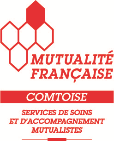 MUTUALITÉ
FRANÇAISE
COMTOISE
SERVICES DE SOINS
ET D'ACCOMPAGNEMENT
MUTUALISTES